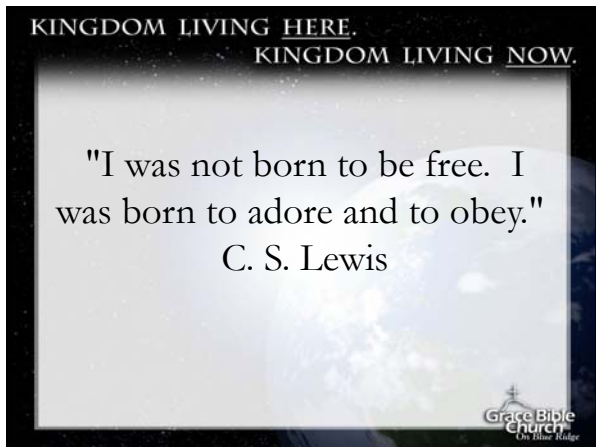 KINGDOM LIVING HERE.
KINGDOM LIVING NOW.
"I was not born to be free. I
was born to adore and to obey."
C. S. Lewis
Grace Bible
Church
On Blue Ridge